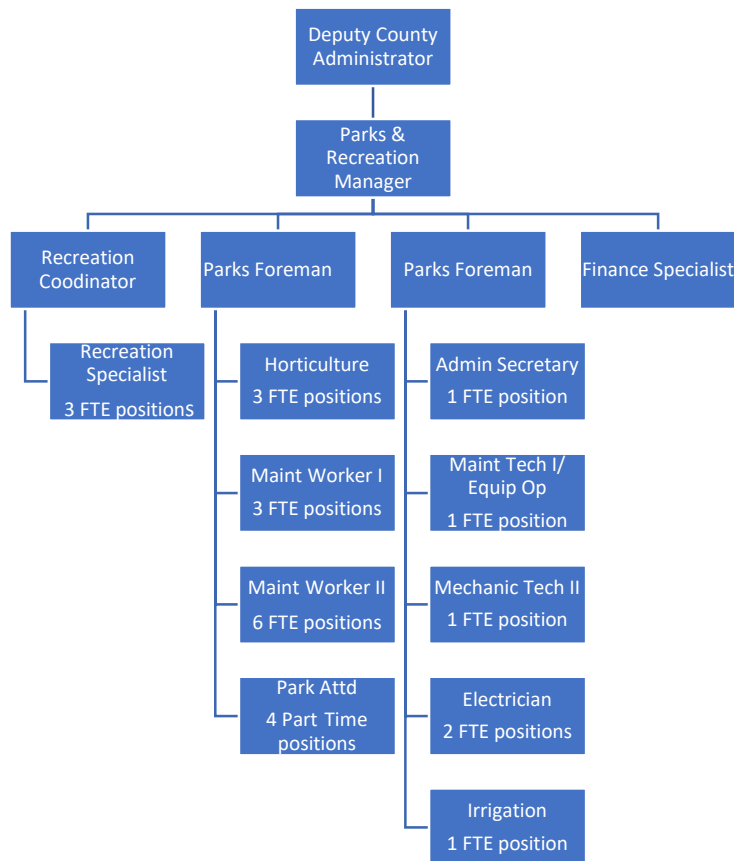 Deputy County
Administrator
Parks &
Recreation
Manager
Recreation
Coodinator
Parks Foreman
Parks Foreman
Finance Specialist
Recreation
Specialist
3 FTE positions
Horticulture
3 FTE positions
Maint Worker I
3 FTE positions
Maint Worker II
6 FTE positions
Park Attd
4 Part Time
positions
Admin Secretary
1 FTE position
Maint Tech I/
Equip Op
1 FTE position
Mechanic Tech II
1 FTE position
Electrician
2 FTE positions
Irrigation
1 FTE position